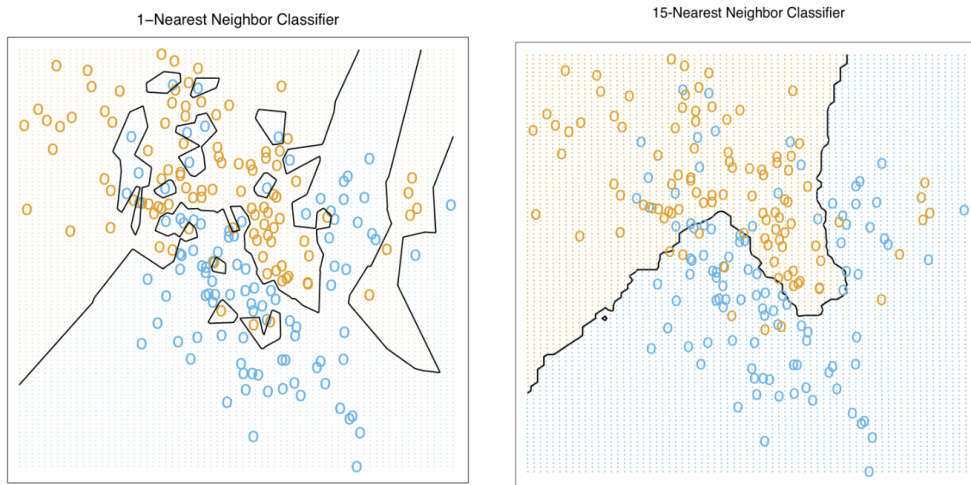 1−Nearest Neighbor Classifier
15-Nearest Neighbor Classifier